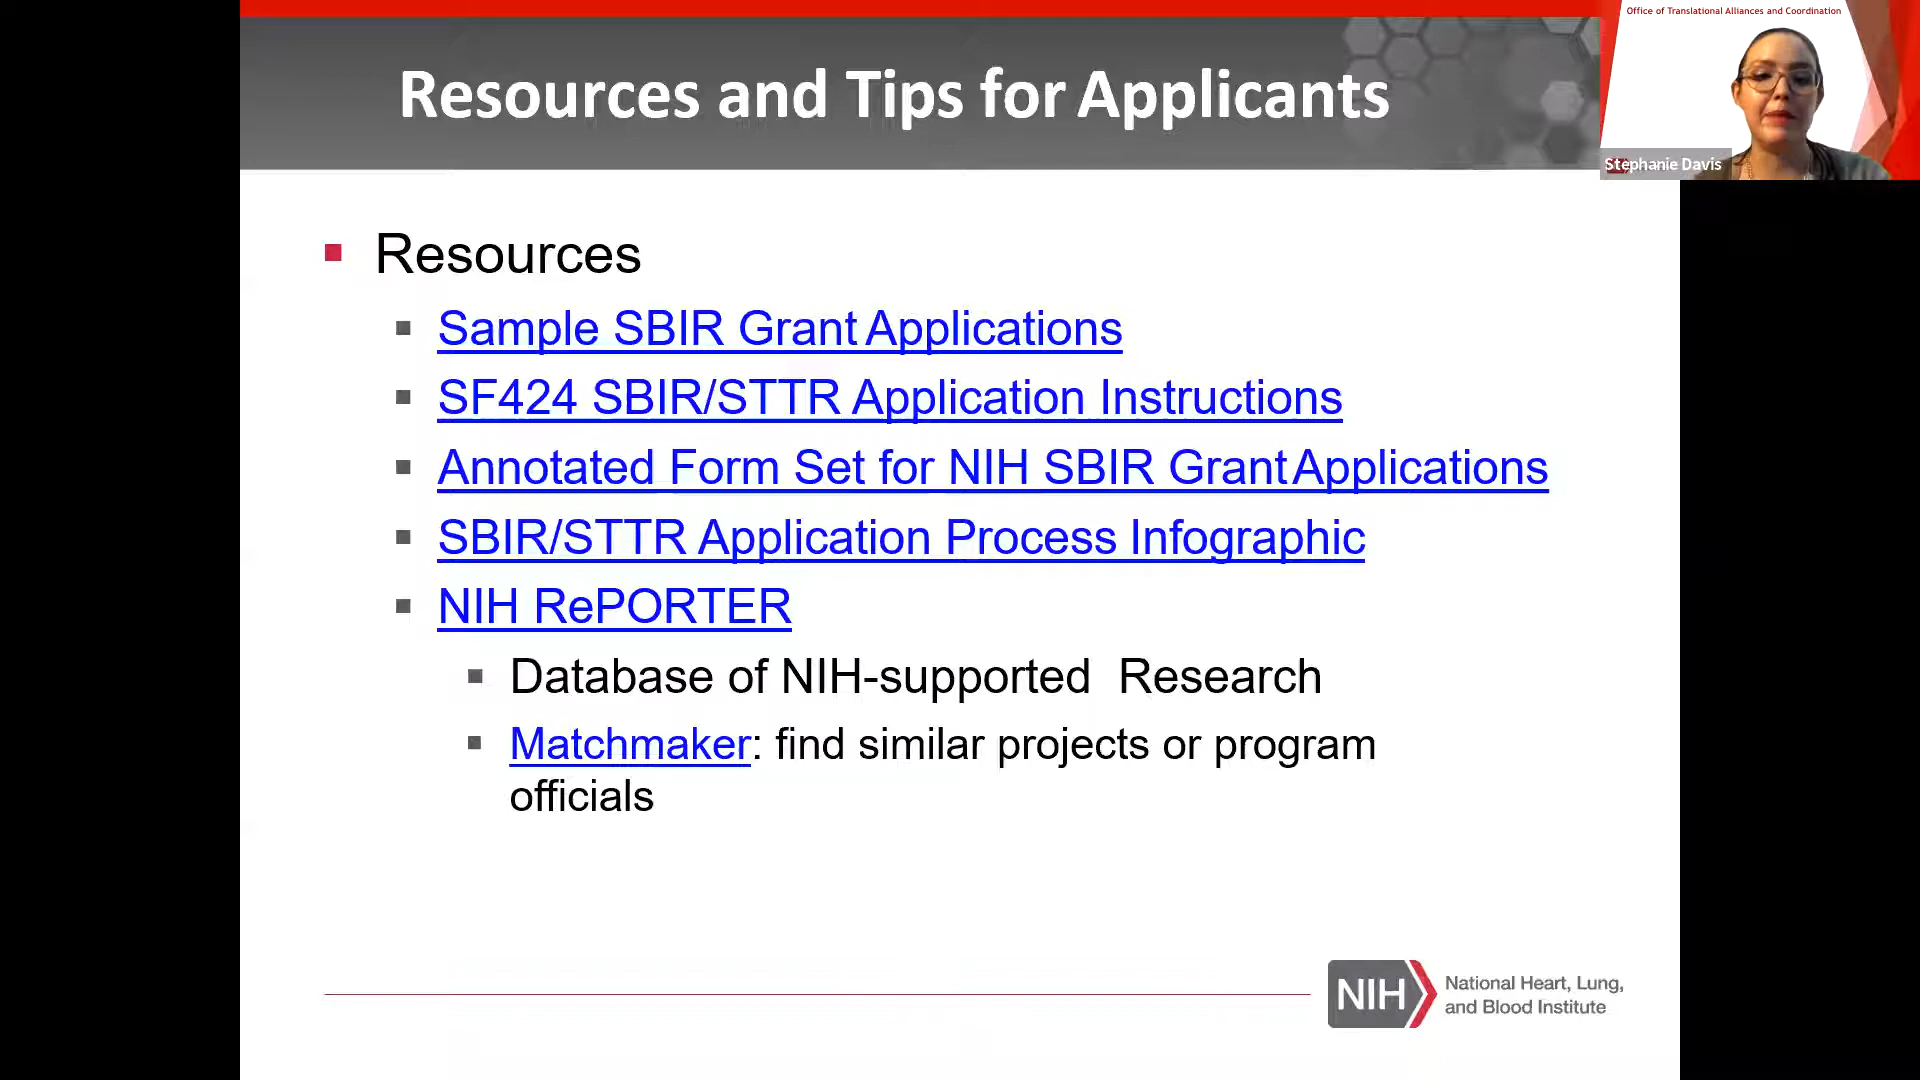 Office of Translational Alliances and Coordination
Resources and Tips for Applicants
Stephanie Davis
Resources
Sample SBIR Grant Applications
SF424 SBIR/STTR Application Instructions
Annotated Form Set for NIH SBIR Grant Applications
SBIR/STTR Application Process Infographic
NIH RePORTER
Database of NIH-supported Research
Matchmaker: find similar projects or program
officials
NIH
National Heart, Lung,
and Blood Institute